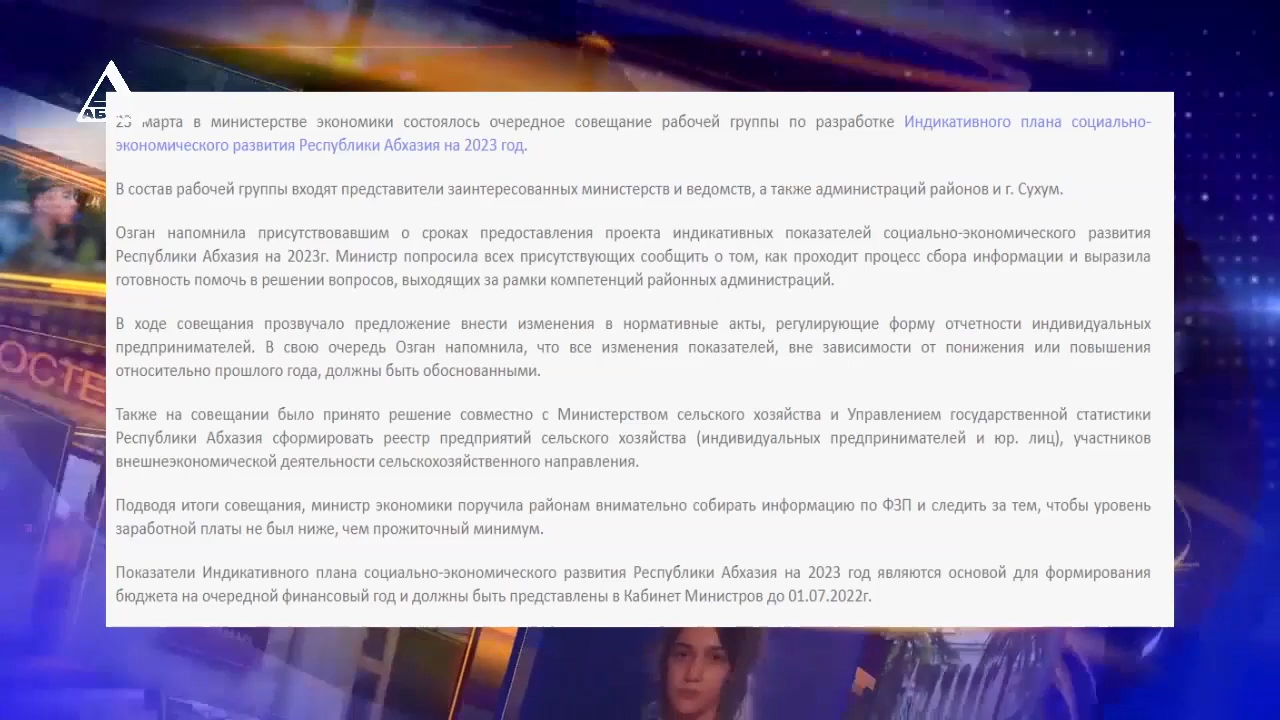 АБ
23 марта в министерстве экономики состоялось очередное совещание рабочей группы по разработке Индикативного плана социально-
экономического развития Республики Абхазия на 2023 год.
В состав рабочей группы входят представители заинтересованных министерств и ведомств, а также администраций районов и г. Сухум.
Озган напомнила присутствовавшим о сроках предоставления проекта индикативных показателей социально-экономического развития
Республики Абхазия на 2023г. Министр попросила всех присутствующих сообщить о том, как проходит процесс сбора информации и выразила
готовность помочь в решении вопросов, выходящих за рамки компетенций районных администраций.
В ходе совещания прозвучало предложение внести изменения в нормативные акты, регулирующие форму отчетности индивидуальных
предпринимателей. В свою очередь Озган напомнила, что все изменения показателей, вне зависимости от понижения или повышения
относительно прошлого года, должны быть обоснованными.
ОСТЕ
Также на совещании было принято решение совместно с Министерством сельского хозяйства и Управлением государственной статистики
Республики Абхазия сформировать реестр предприятий сельского хозяйства (индивидуальных предпринимателей и юр. лиц), участников
внешнеэкономической деятельности сельскохозяйственного направления.
Подводя итоги совещания, министр экономики поручила районам внимательно собирать информацию по ФЗП и следить за тем, чтобы уровень
заработной платы не был ниже, чем прожиточный минимум.
Показатели Индикативного плана социально-экономического развития Республики Абхазия на 2023 год являются основой для формирования
бюджета на очередной финансовый год и должны быть представлены в Кабинет Министров до 01.07.2022г.